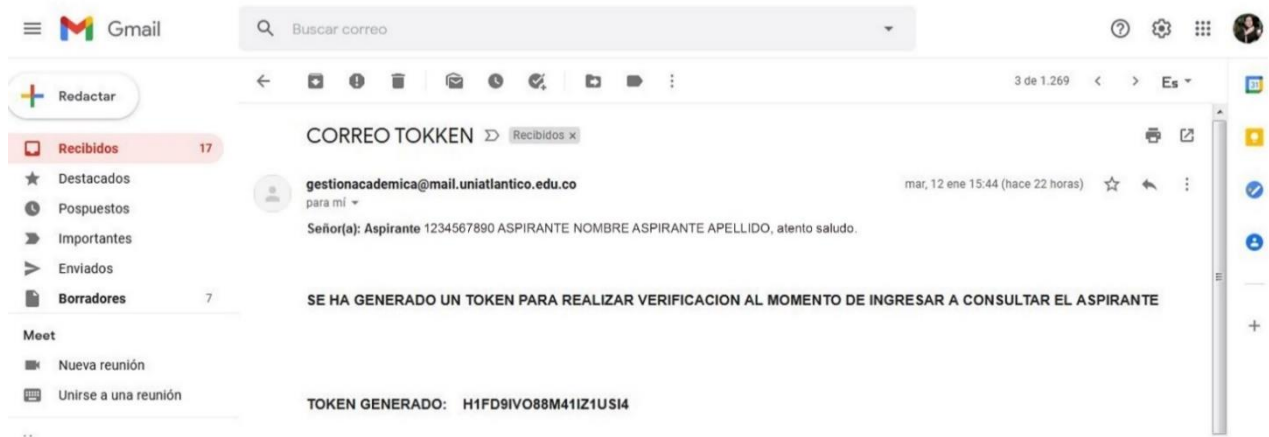 Gmail
Buscar correo
Redactar
3 de 1.269
Es
31
Recibidos 17
Destacados
Pospuestos
Importantes
Enviados
Borradores 7
Meet
Nueva reunión
Unirse a una reunión
CORREO TOKKEN Recibidos x
gestionacademica@mail.uniatlantico.edu.co
mar, 12 ene 15:44 (hace 22 horas)
para mí
Señor(a): Aspirante 1234567890 ASPIRANTE NOMBRE ASPIRANTE APELLIDO, atento saludo.
SE HA GENERADO UN TOKEN PARA REALIZAR VERIFICACION AL MOMENTO DE INGRESAR A CONSULTAR EL ASPIRANTE
TOKEN GENERADO: H1FD9IVO88M41IZ1USI4